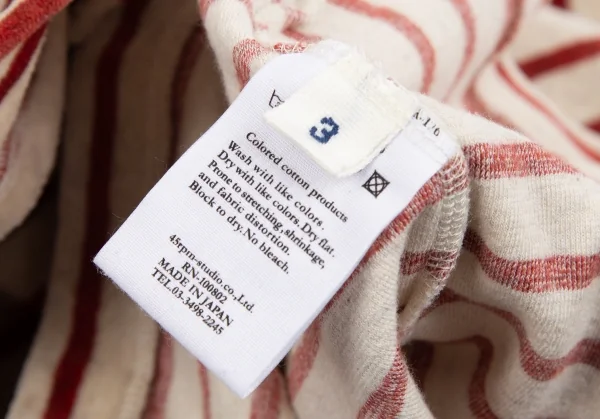 3
Colored cotton products
Wash with like colors.
Dry with like colors.Dry flat.
Prone to stretching,shrinkage,
and fabric distortion.
Block to dry.No bleach.
45rpm-studio co.,Ltd.
RN-100802
MADE IN JAPAN
TEL.03-3498-2245